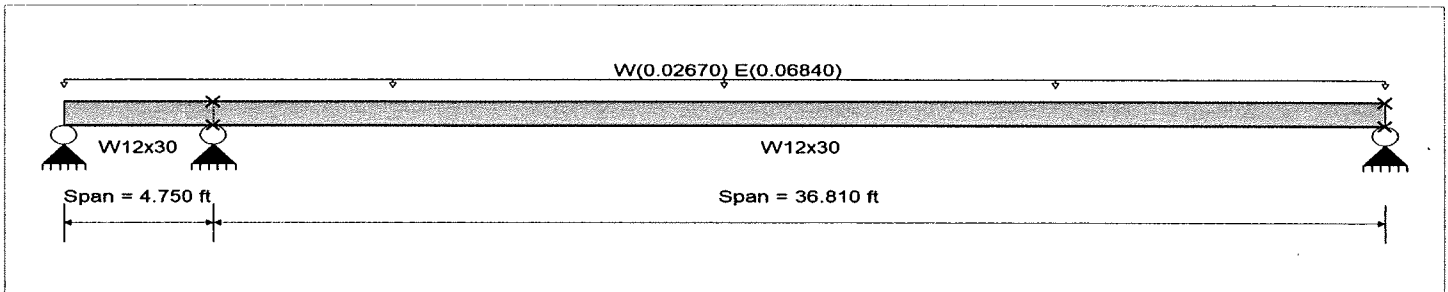 W(0.02670) E(0.06840)
W12x30
W12x30
Span = 4.750 ft
Span = 36.810 ft